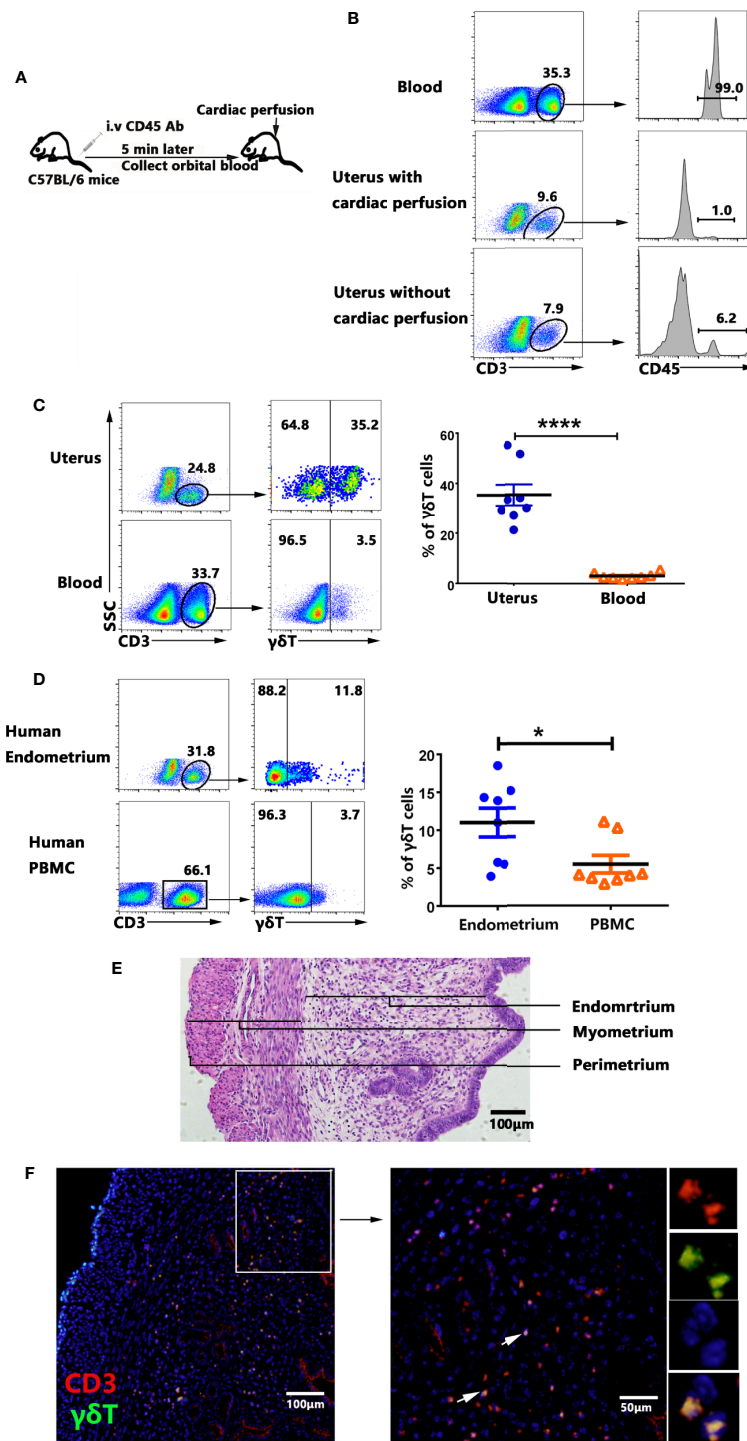 A
i.v CD45 Ab
Cardiac perfusion
5 min later
Collect orbital blood
C57BL/6 mice
B
Blood
35.3
99.0
Uterus with
cardiac perfusion
9.6
1.0
Uterus without
cardiac perfusion
7.9
6.2
CD3
CD45
C
Uterus
24.8
64.8
35.2
Blood
33.7
96.5
3.5
SSC
CD3
γδT
% of γδT cells
60
40
20
0
****
Uterus
Blood
D
Human
Endometrium
31.8
88.2
11.8
Human
PBMC
66.1
96.3
3.7
CD3
γδT
% of γδT cells
20
15
10
5
0
*
Endometrium
PBMC
E
Endomrtrium
Myometrium
Perimetrium
100μm
F
CD3
γδT
100μm
50μm